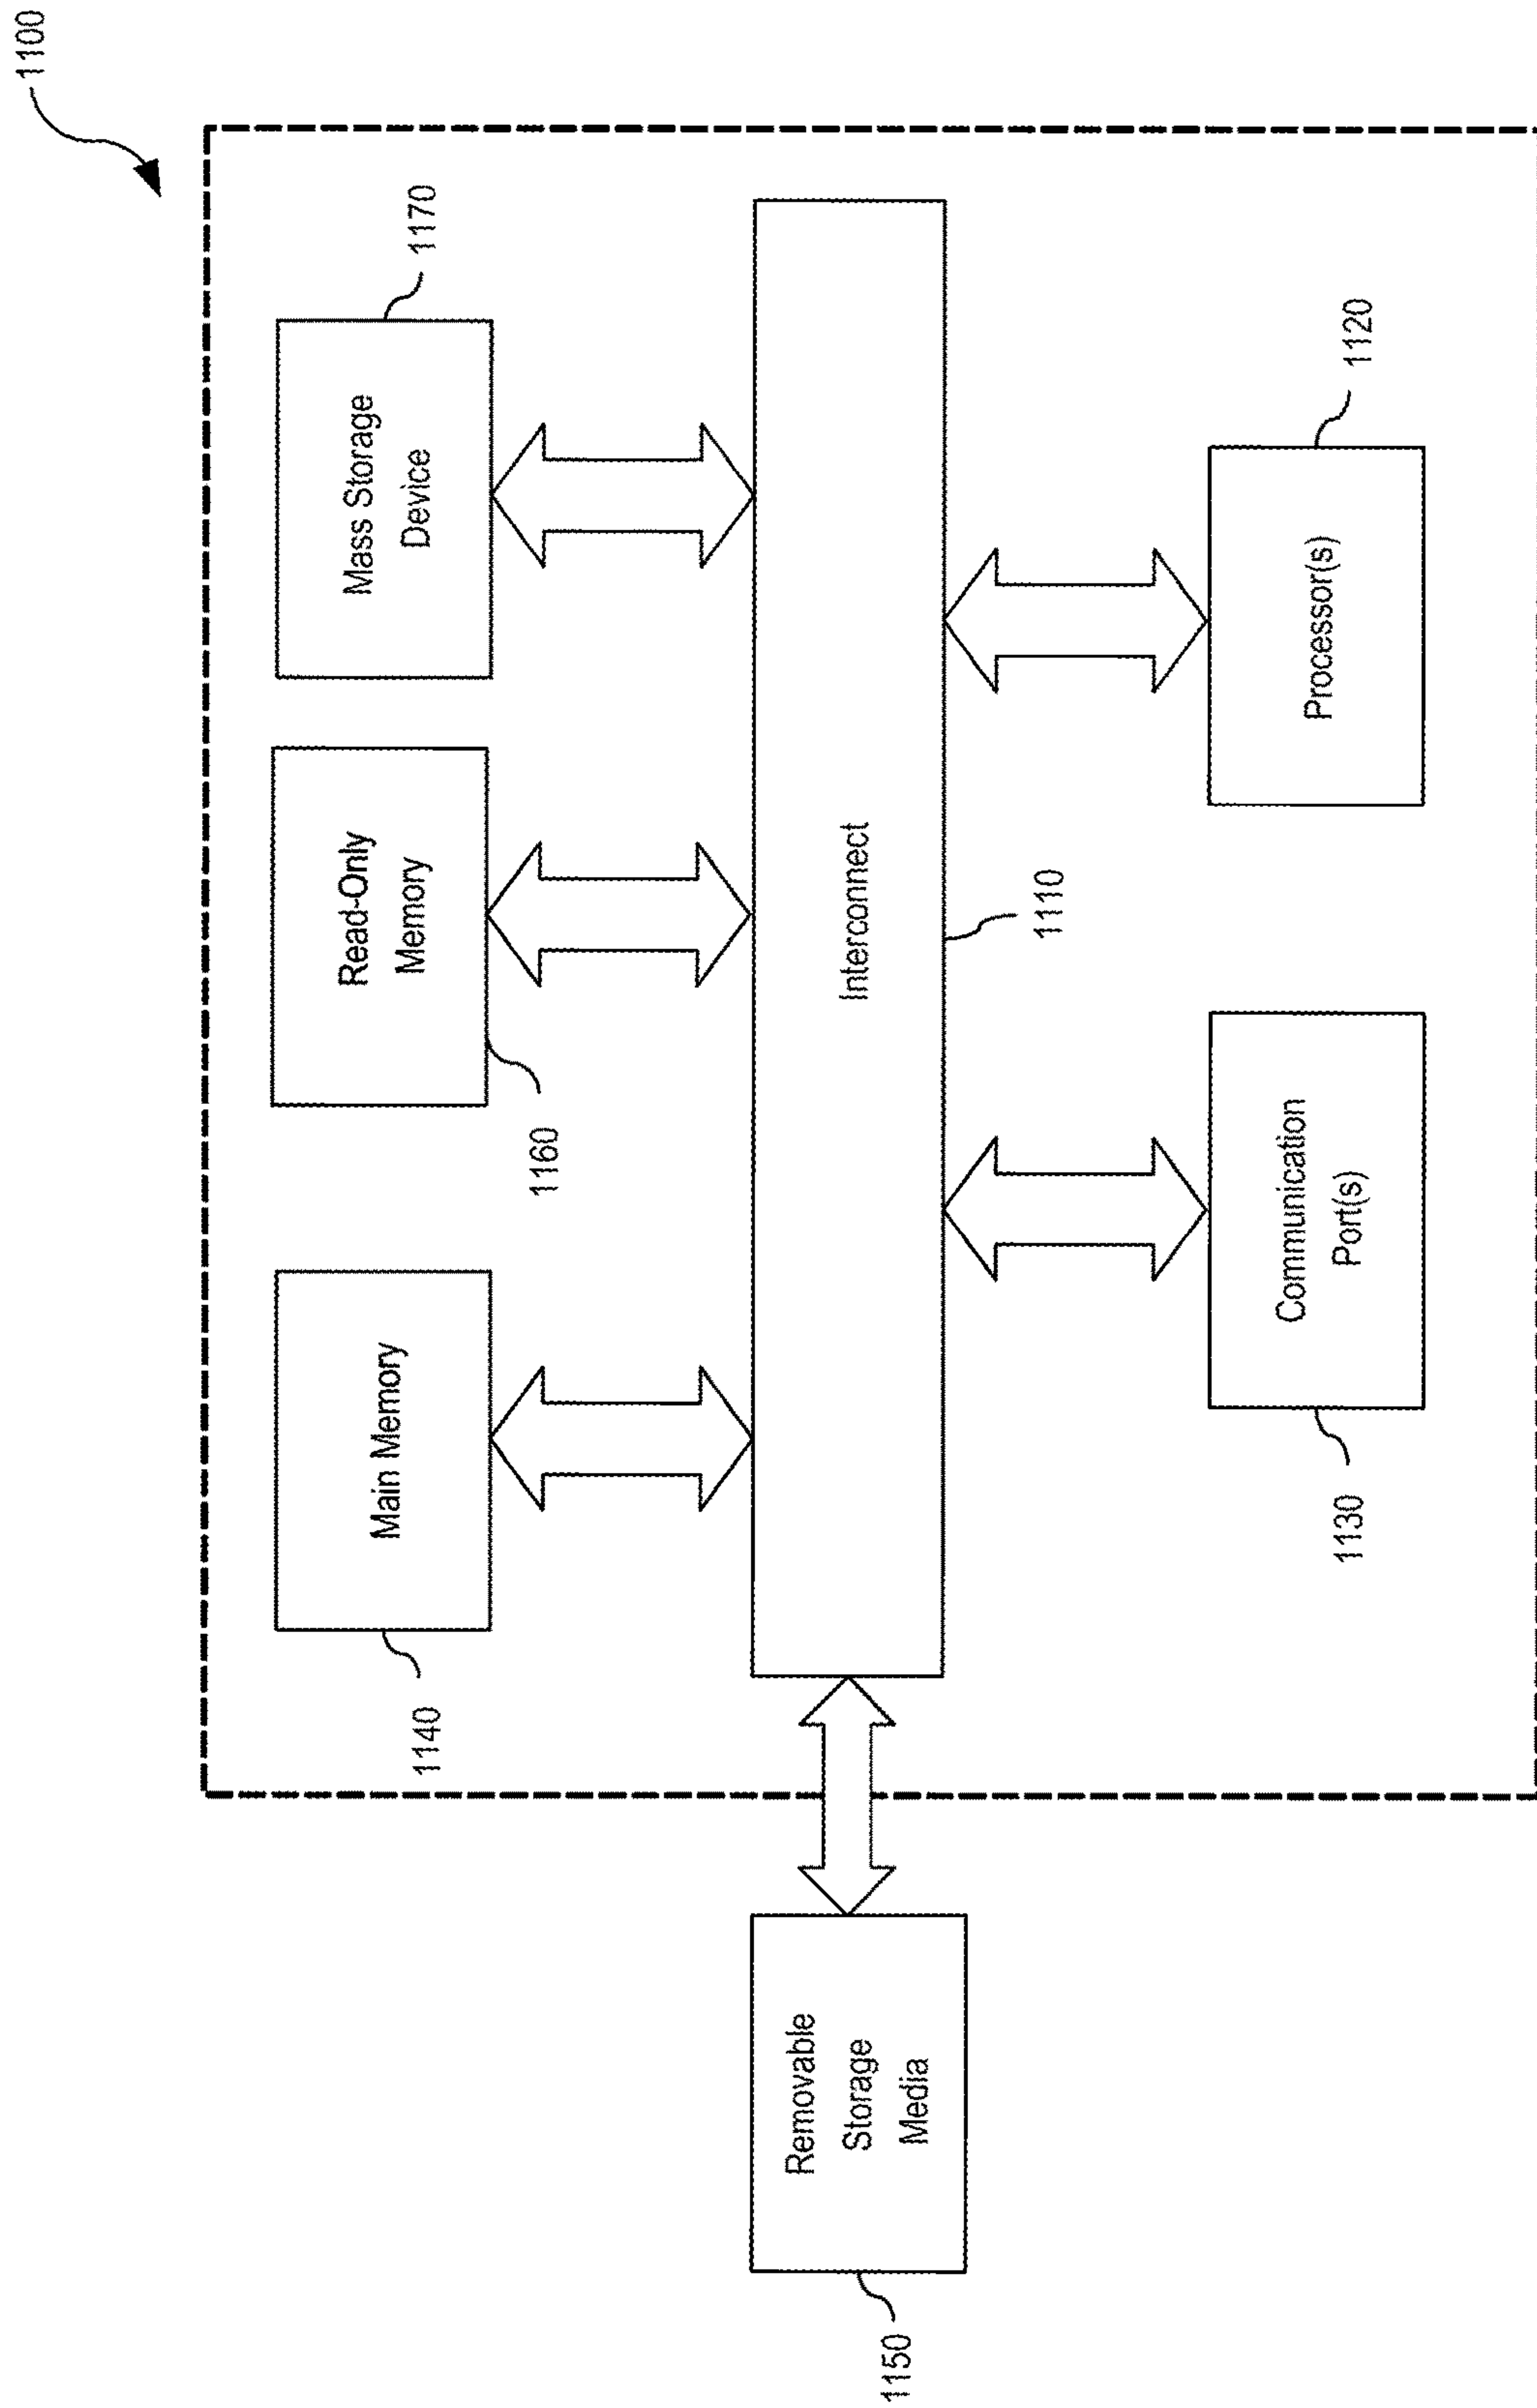 1100
Main Memory
1140
Read-Only
Memory
1160
Mass Storage
Device
1170
Removable
Storage
Media
1150
Interconnect
1110
Communication
Port(s)
1130
Processor(s)
1120